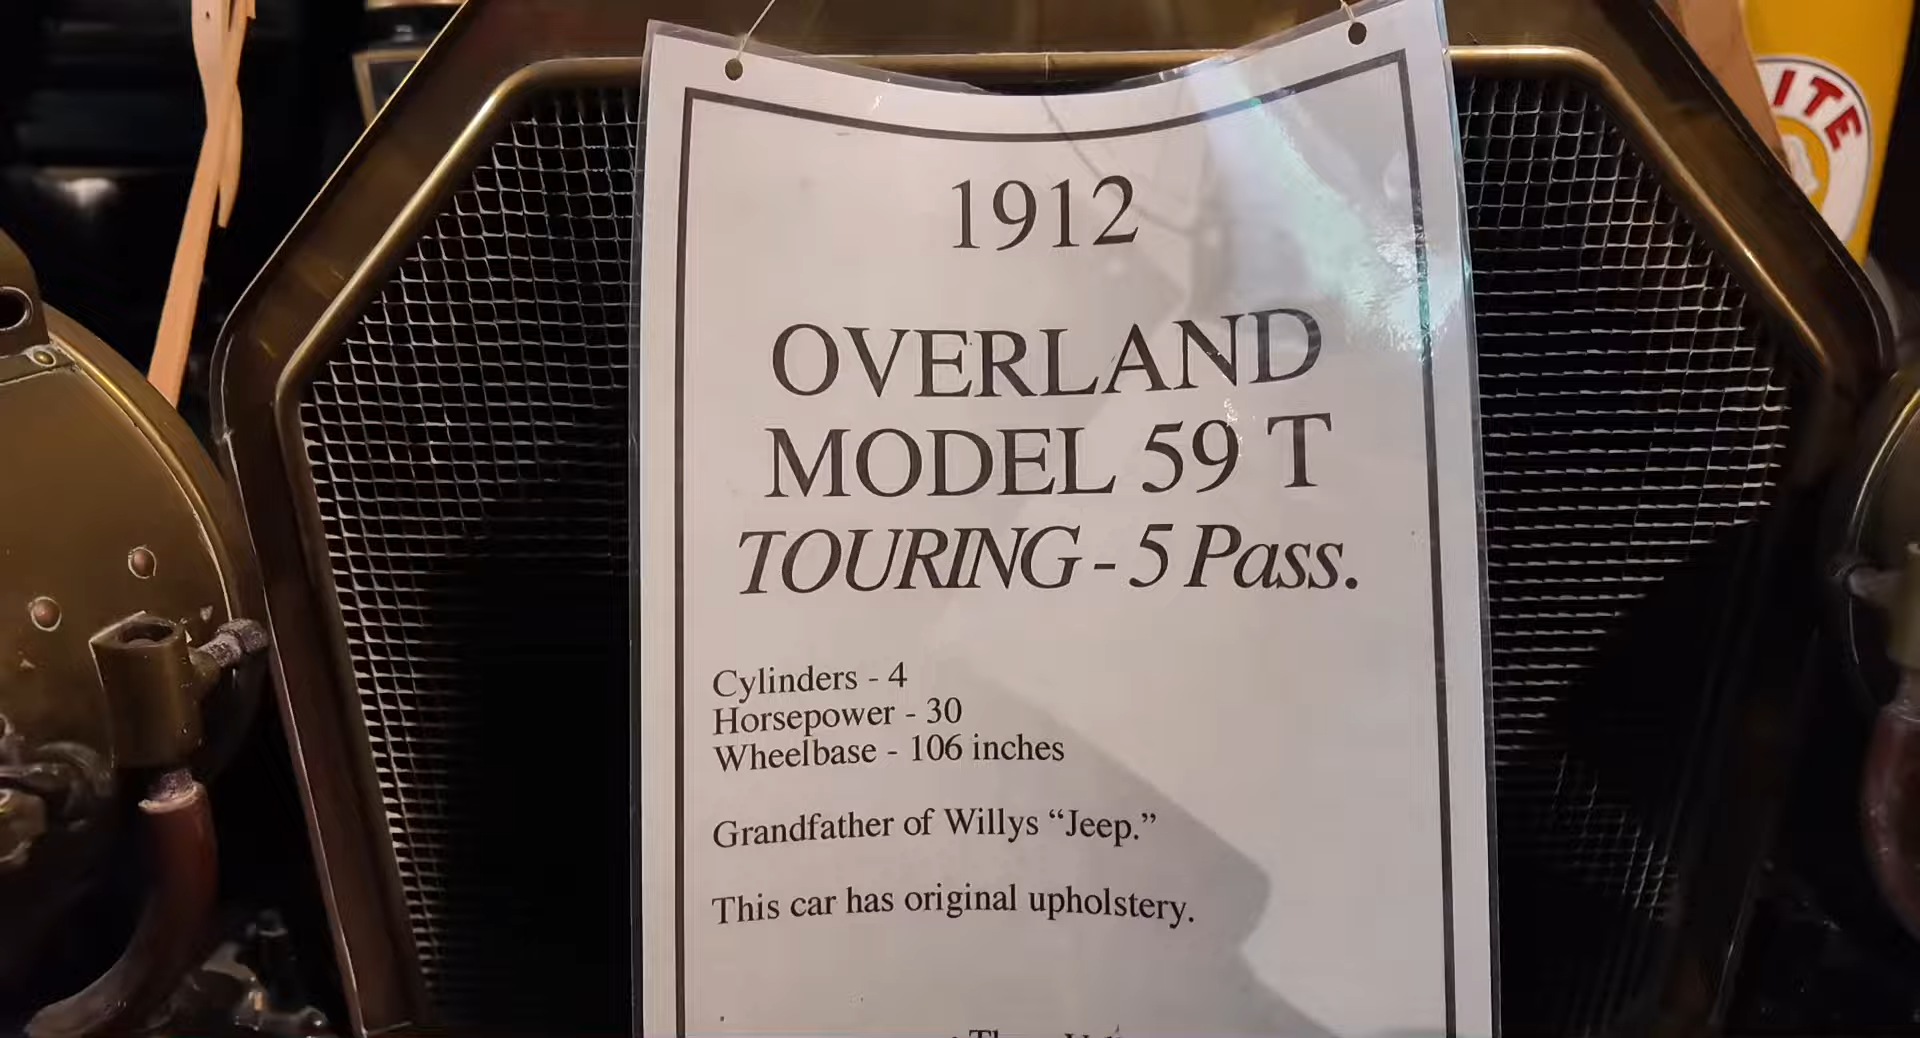 1912
OVERLAND
MODEL 59 T
TOURING - 5 Pass.
Cylinders - 4
Horsepower - 30
Wheelbase - 106 inches
Grandfather of Willys “Jeep.”
This car has original upholstery.
ITE